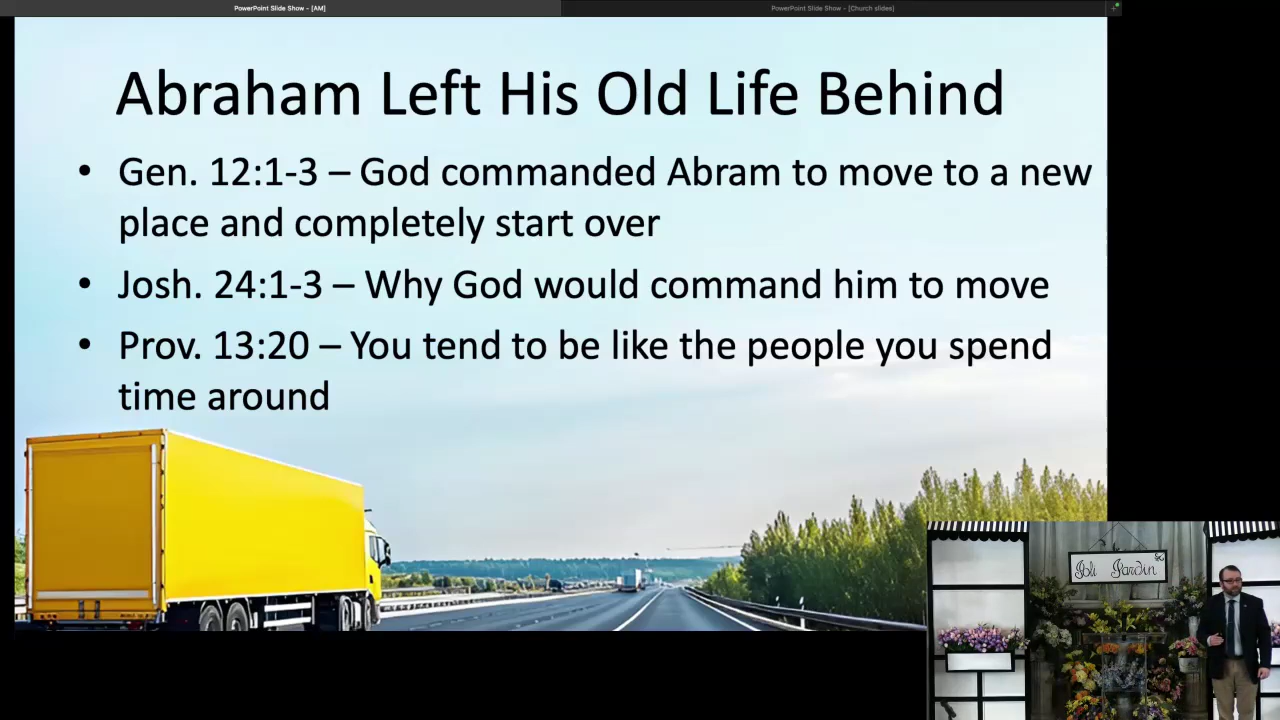 PowerPoint Slide Show - [AM]
PowerPoint Slide Show - [Church slides]
Abraham Left His Old Life Behind
• Gen. 12:1-3 – God commanded Abram to move to a new
place and completely start over
• Josh. 24:1-3 – Why God would command him to move
• Prov. 13:20 – You tend to be like the people you spend
time around
Joli Jardin